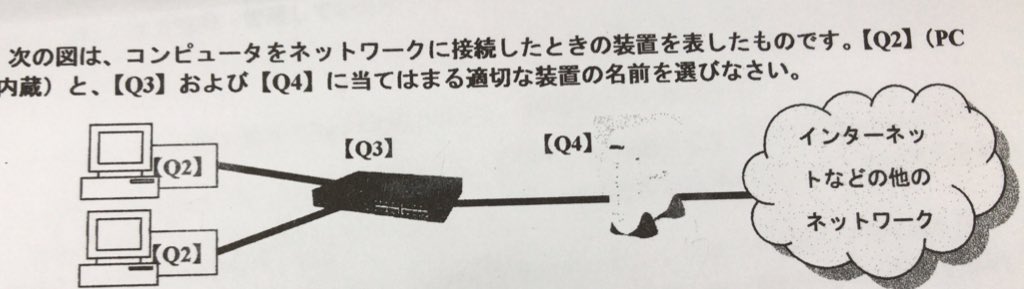 次の図は、コンピュータをネットワークに接続したときの装置を表したものです。【Q2】(PC
内蔵)と、【Q3】および【Q4】に当てはまる適切な装置の名前を選びなさい。
【Q3】
【Q4】
【Q2】
【Q2】
インターネッ
トなどの他の
ネットワーク